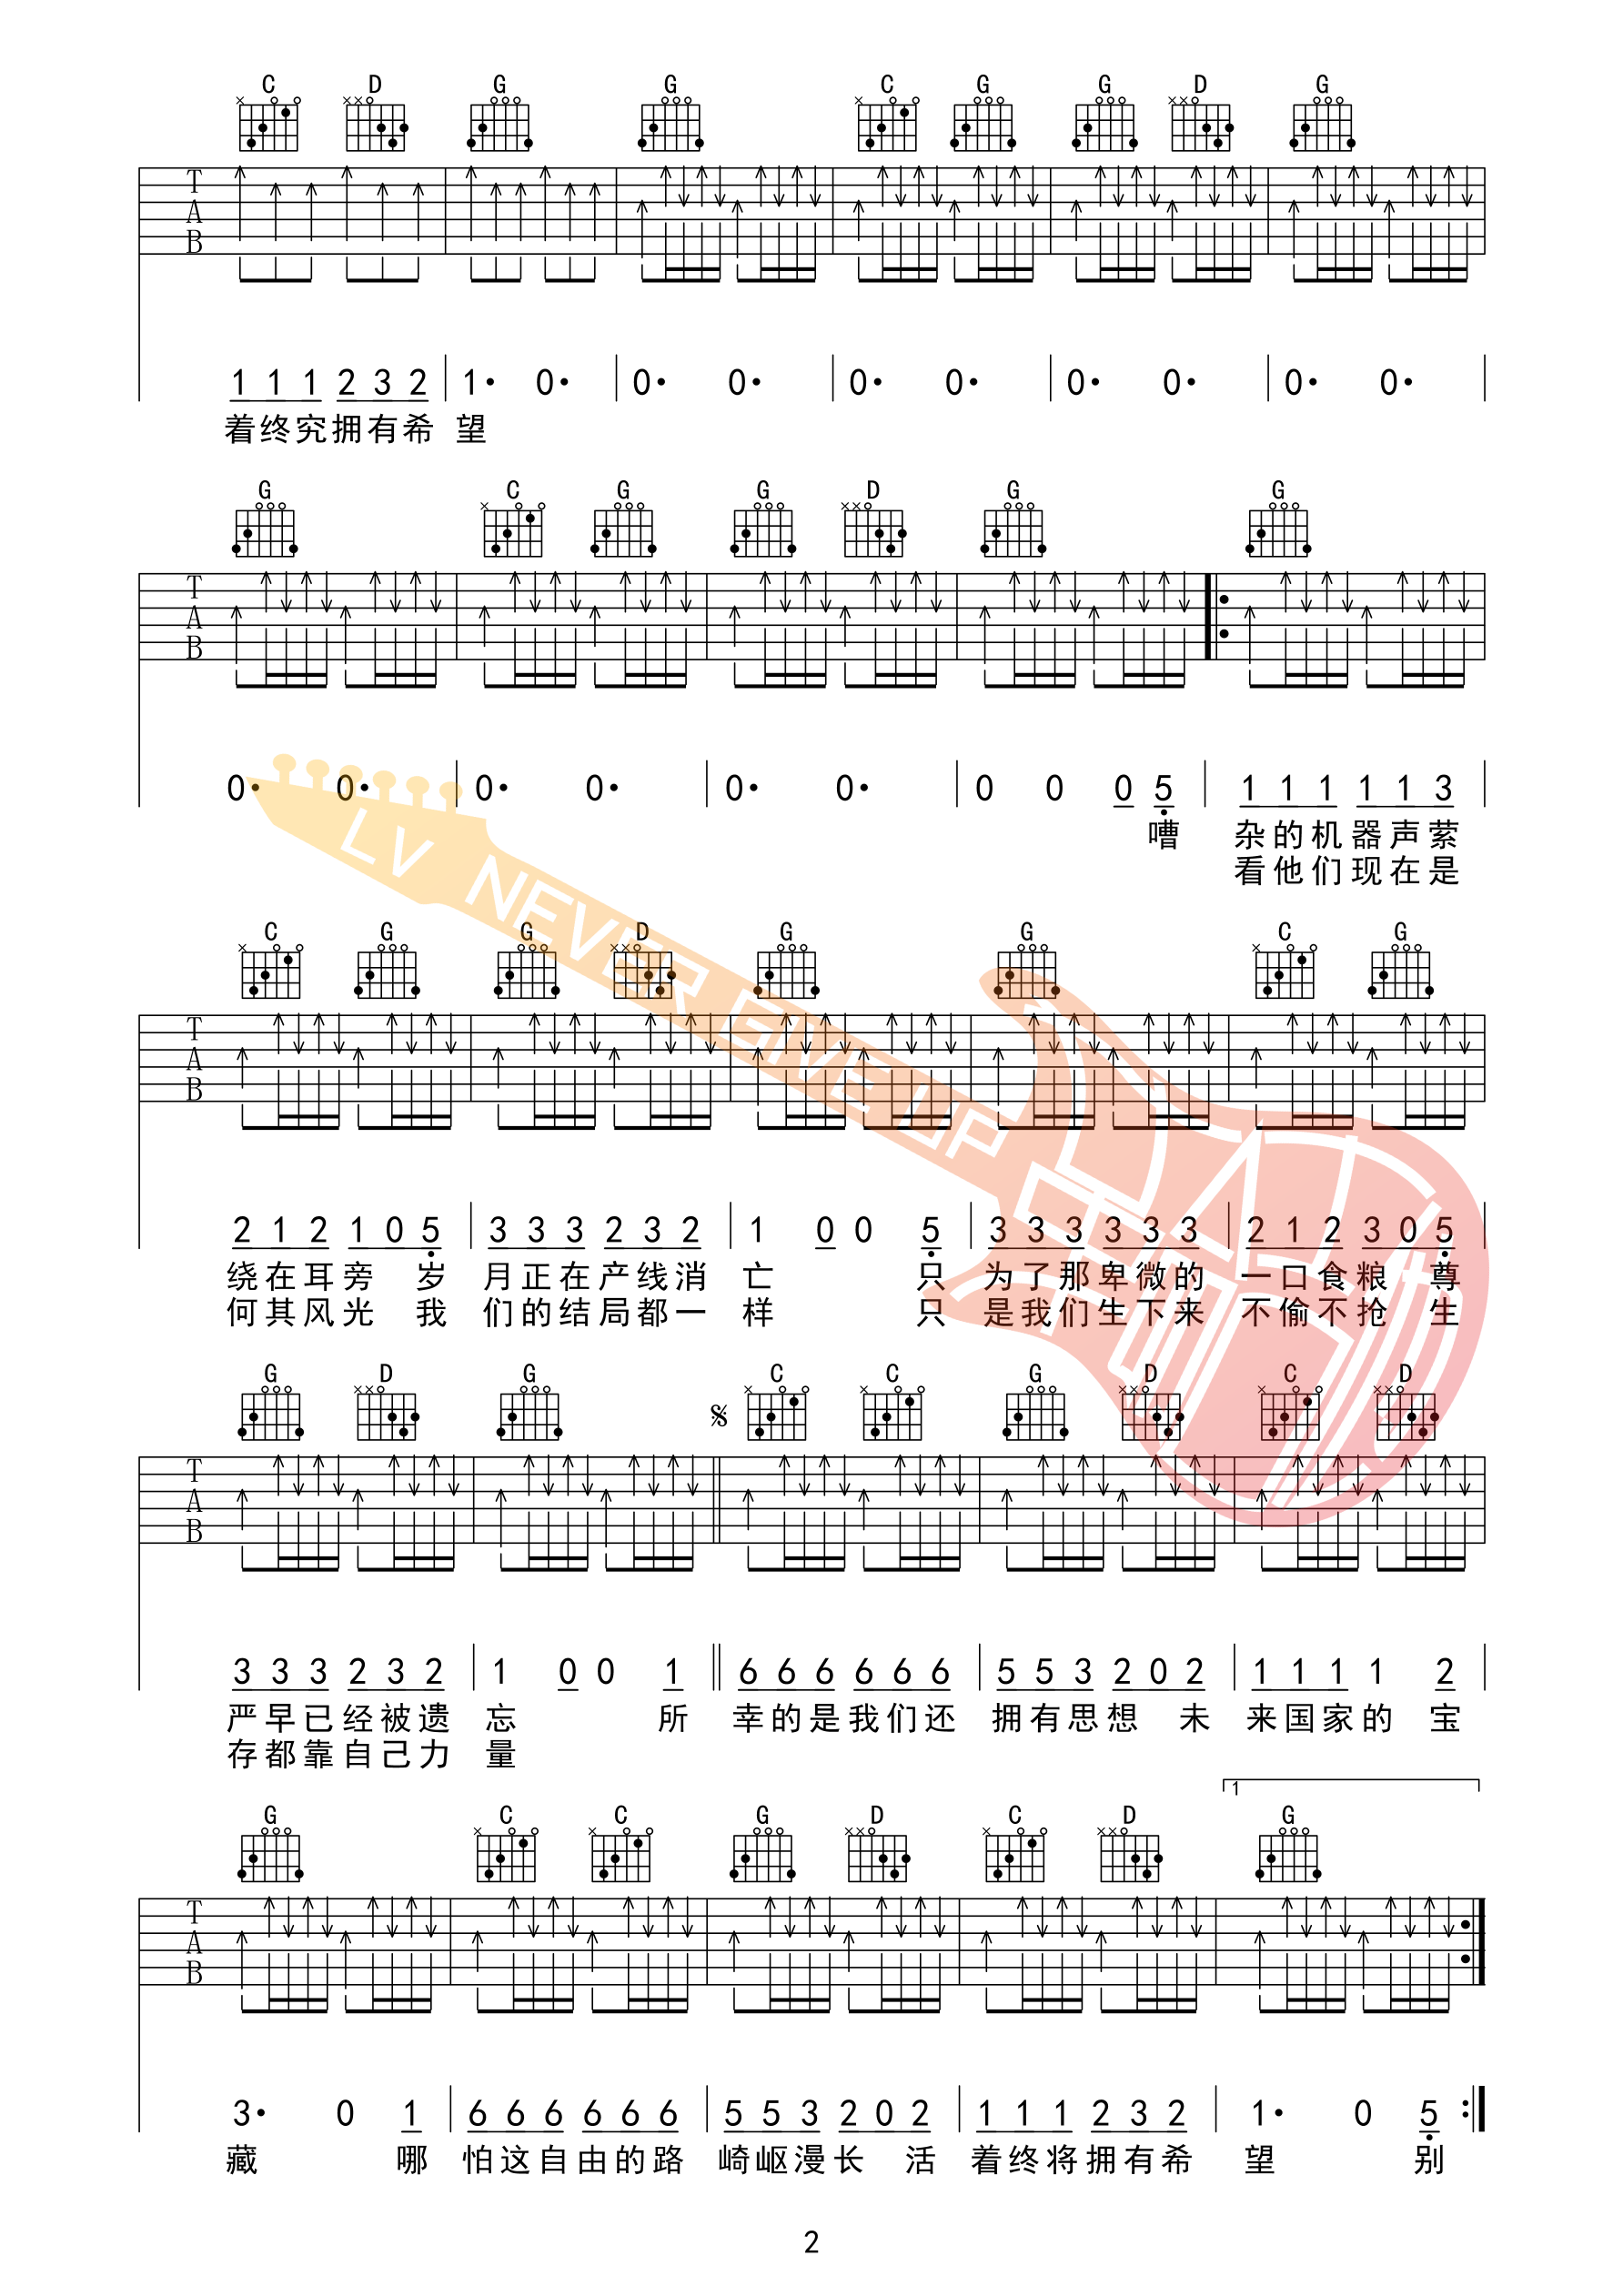 C D G G C G G D G
T A B
1 1 1 2 3 2 1· 0· 0· 0· 0· 0· 0· 0· 0· 0·
着终究拥有希 望
G C G G D G G
T A B
0· 0· 0· 0· 0· 0· 0 0 0 5 1 1 1 1 1 3
嘈 杂的机器声萦
看他们现在是
LV NEVER GIVE UP
C G G D G G C G
T A B
2 1 2 1 0 5 3 3 3 2 3 2 1 0 0 5 3 3 3 3 3 3 2 1 2 3 0 5
绕在耳旁 岁 月正在产线消 亡 只 为了那卑微的 一口食粮 尊
何其风光 我 们的结局都一 样 只 是我们生下来 不偷不抢 生
G D G C C G D C D
T A B
3 3 3 2 3 2 1 0 0 1 6 6 6 6 6 6 5 5 3 2 0 2 1 1 1 1 2
严早已经被遗 忘 所 幸的是我们还 拥有思想 未 来国家的 宝
存都靠自己力 量
1
G C C G D C D G
T A B
3· 0 1 6 6 6 6 6 6 5 5 3 2 0 2 1 1 1 2 3 2 1· 0 5
藏 哪 怕这自由的路 崎岖漫长 活 着终将拥有希 望 别
2